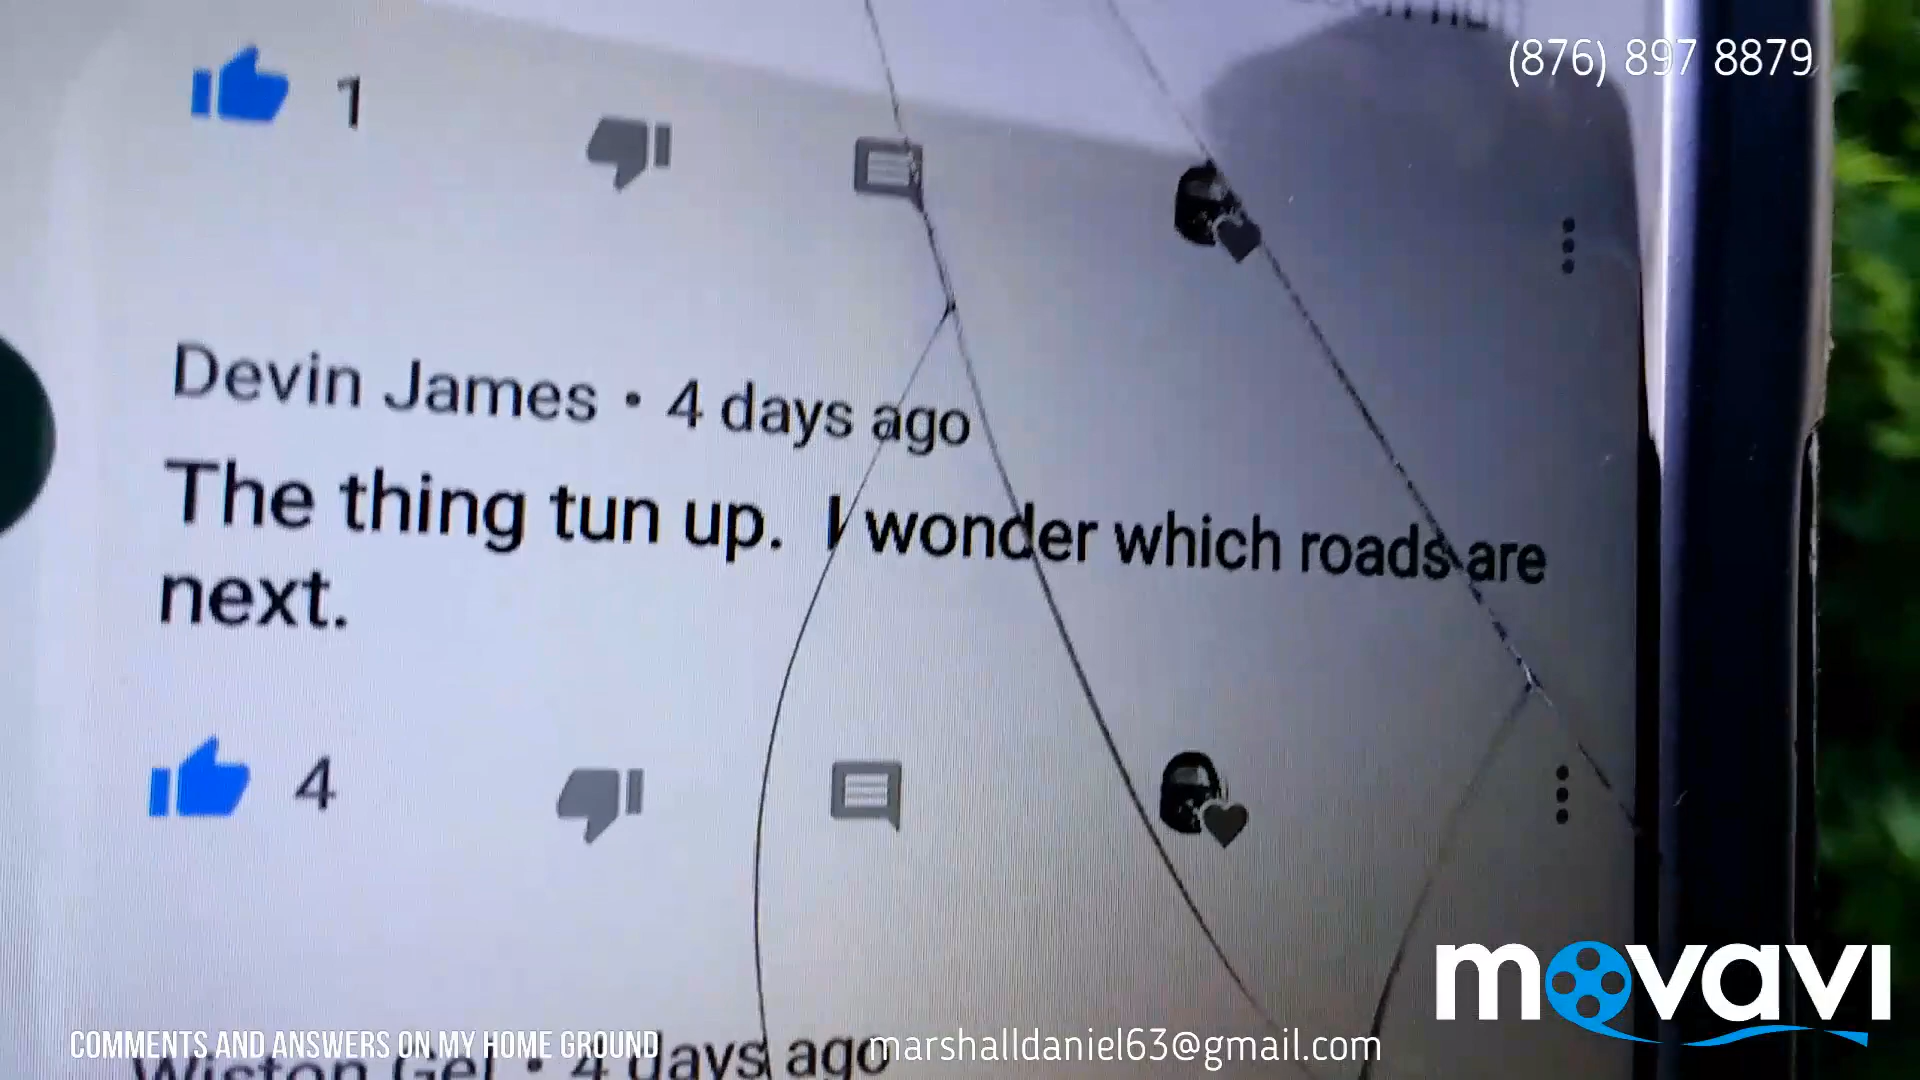 (876) 897 8879
1
Devin James • 4 days ago
The thing tun up. I wonder which roads are
next.
4
movavi
COMMENTS AND ANSWERS ON MY HOME GROUND
4 days ago
marshalldaniel63@gmail.com